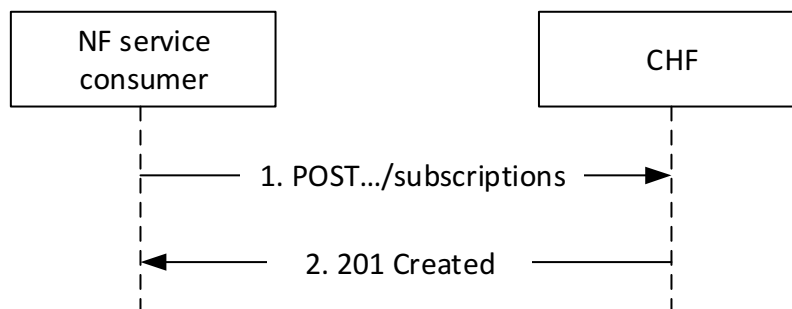 NF service
consumer
CHF
1. POST.../subscriptions
2. 201 Created